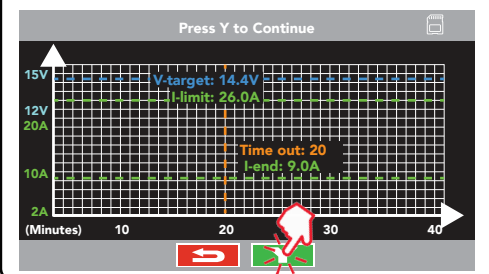 Press Y to Continue
15V
V-target: 14.4V
I-limit: 26.0A
12V
20A
Time out: 20
I-end: 9.0A
10A
2A
(Minutes) 10 20 30 40